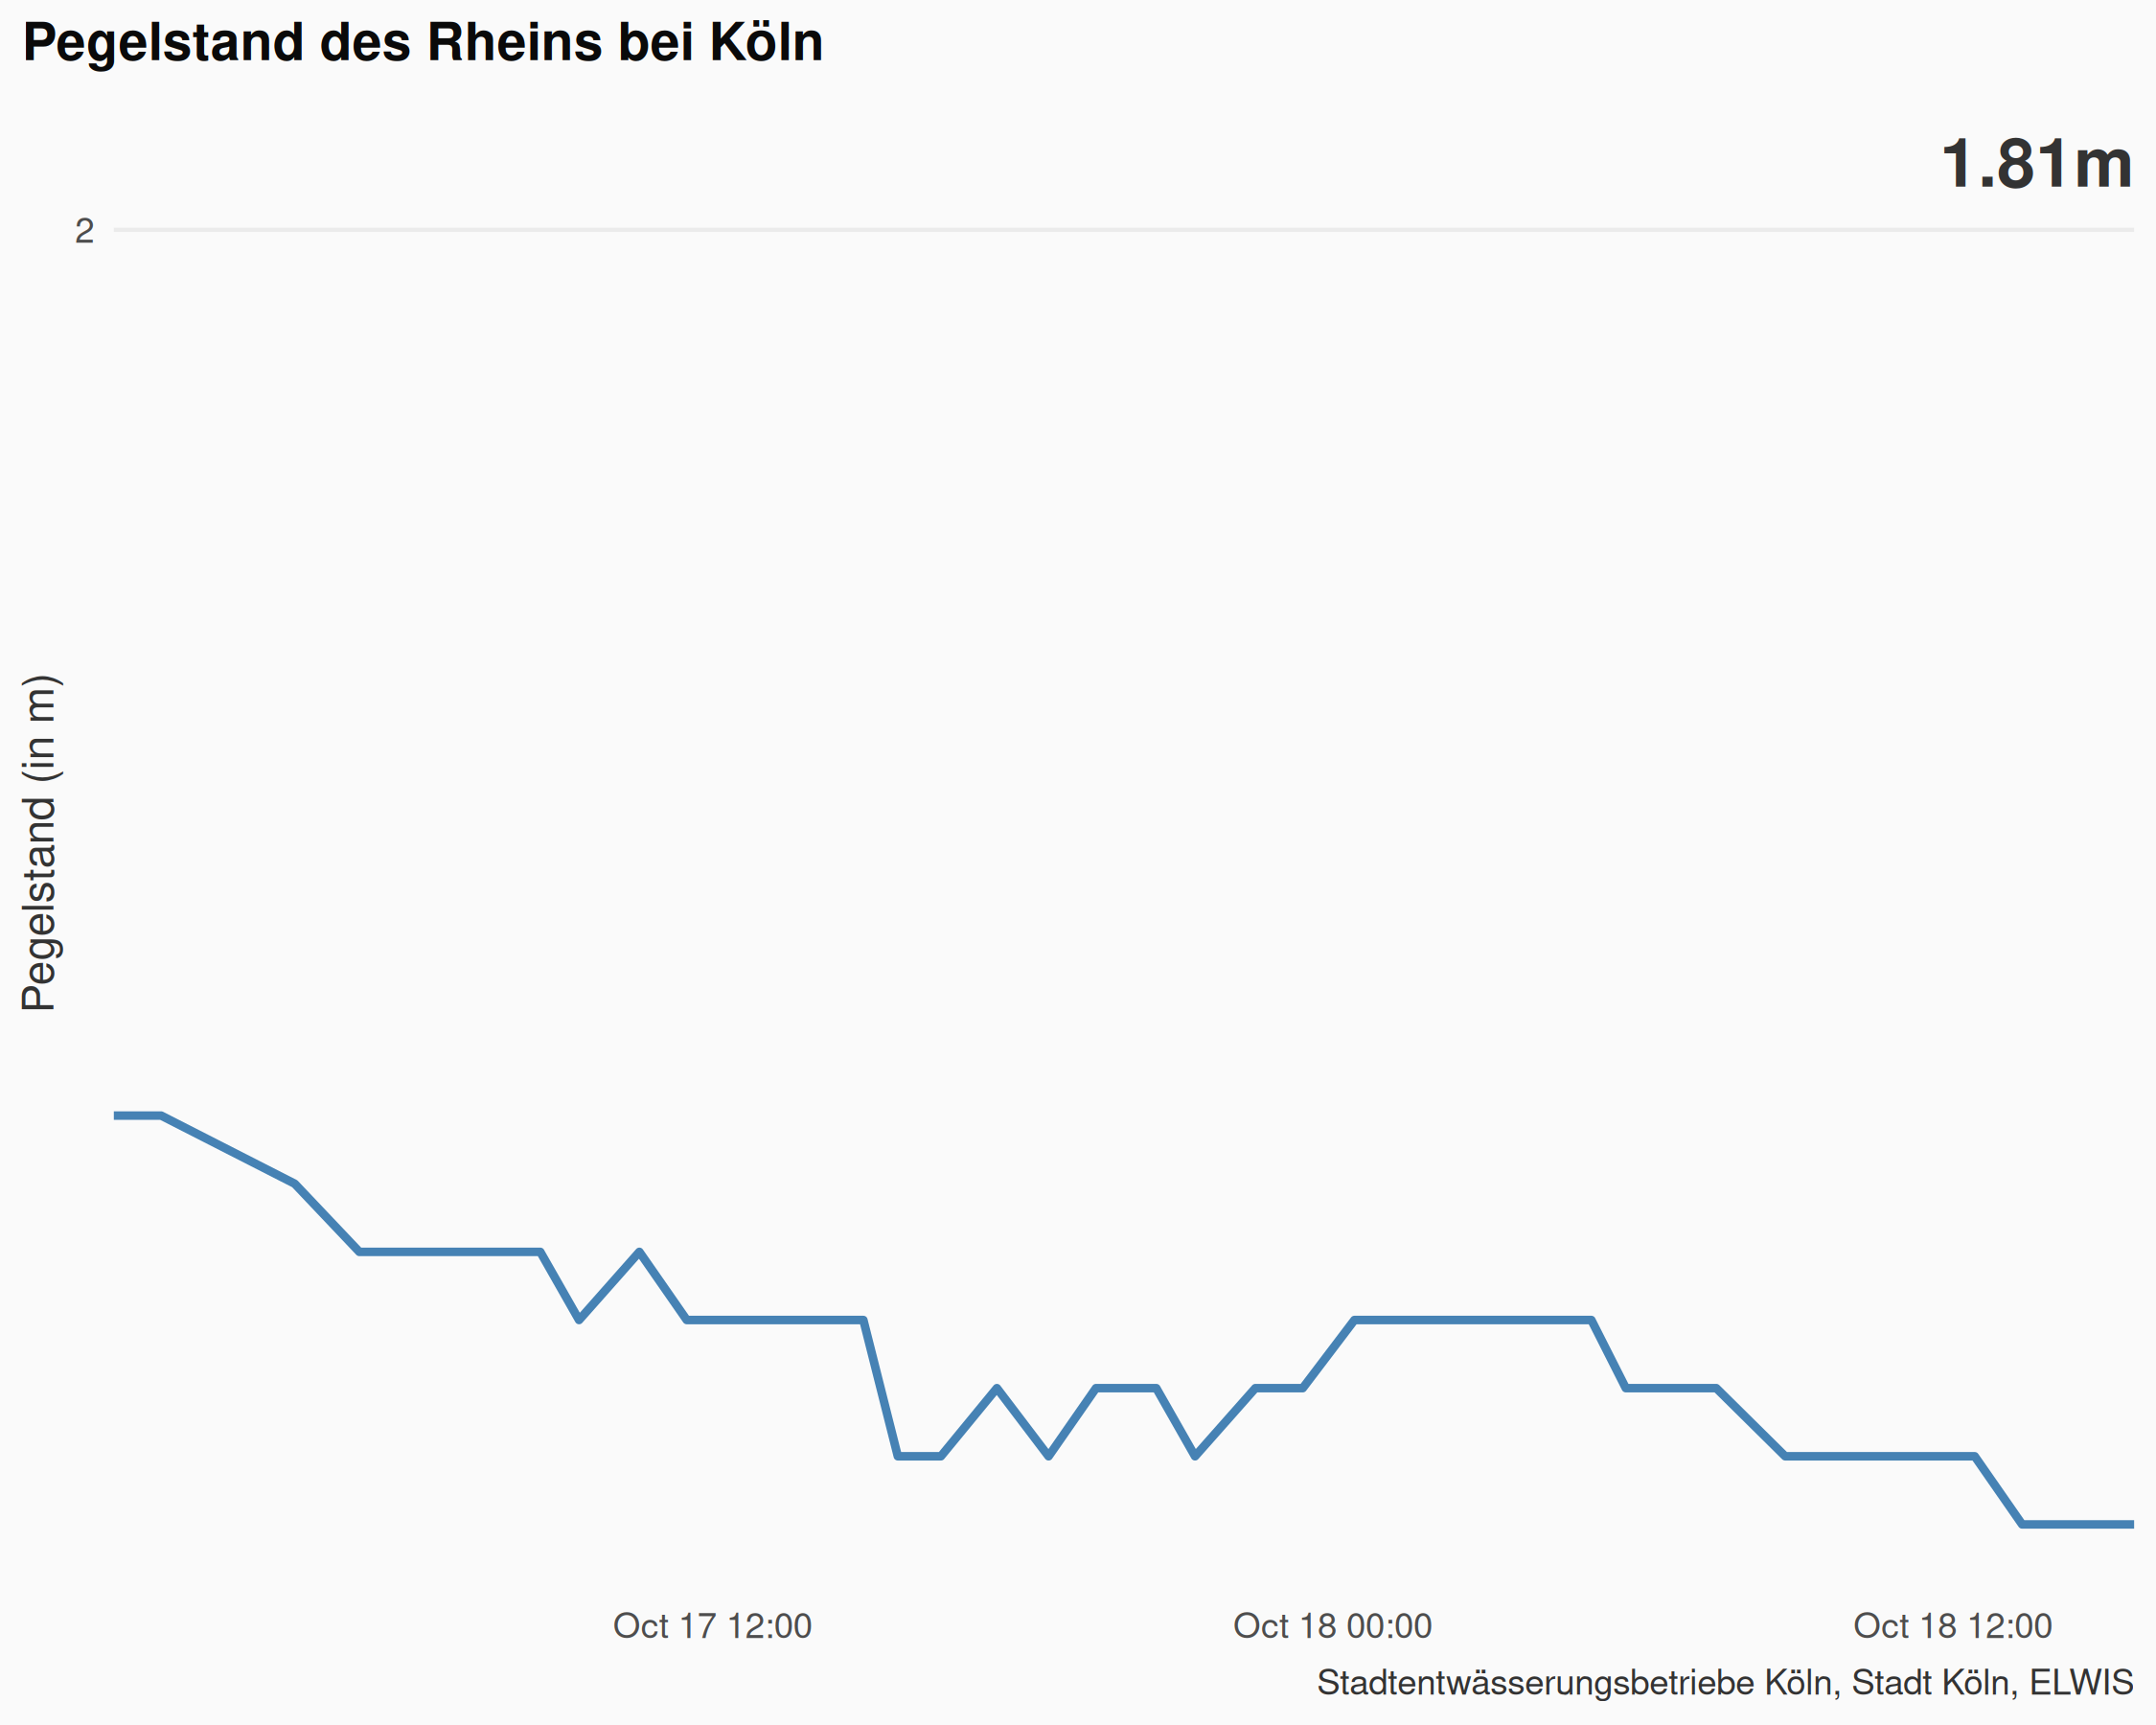 Pegelstand des Rheins bei Köln
1.81m
2
Pegelstand (in m)
Oct 17 12:00 Oct 18 00:00 Oct 18 12:00
Stadtentwässerungsbetriebe Köln, Stadt Köln, ELWIS